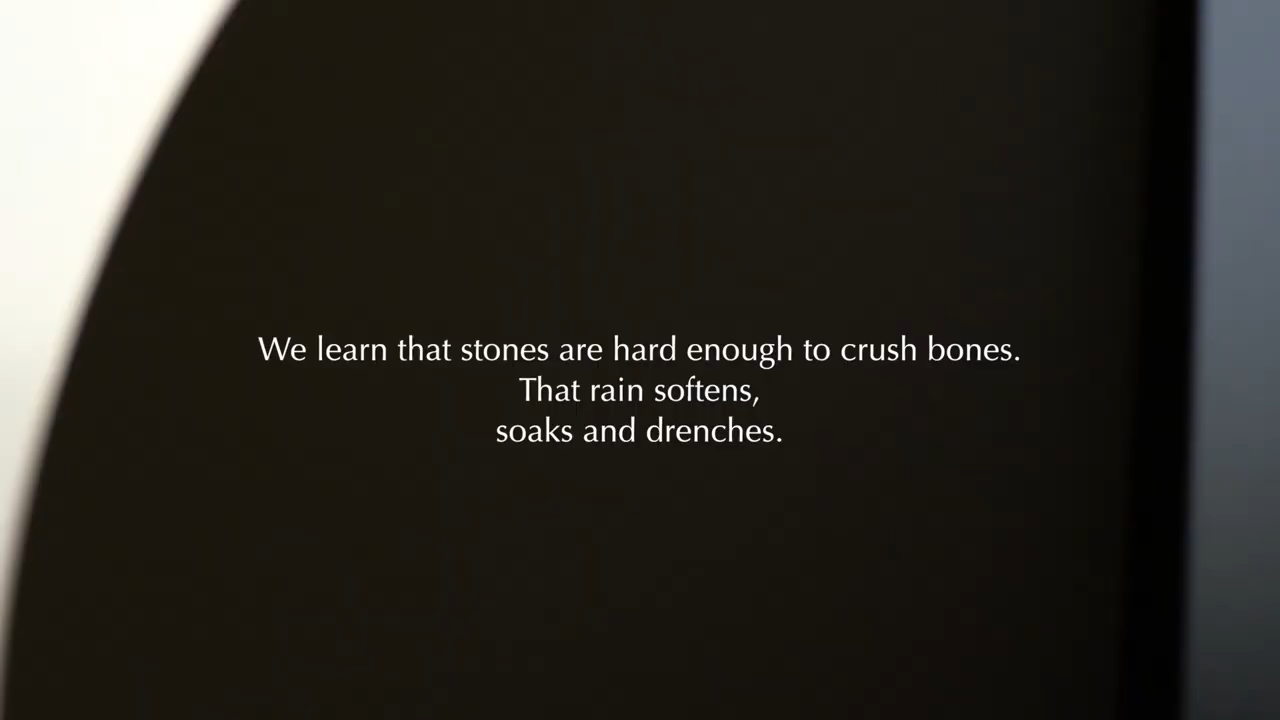 We learn that stones are hard enough to crush bones.
That rain softens,
soaks and drenches.